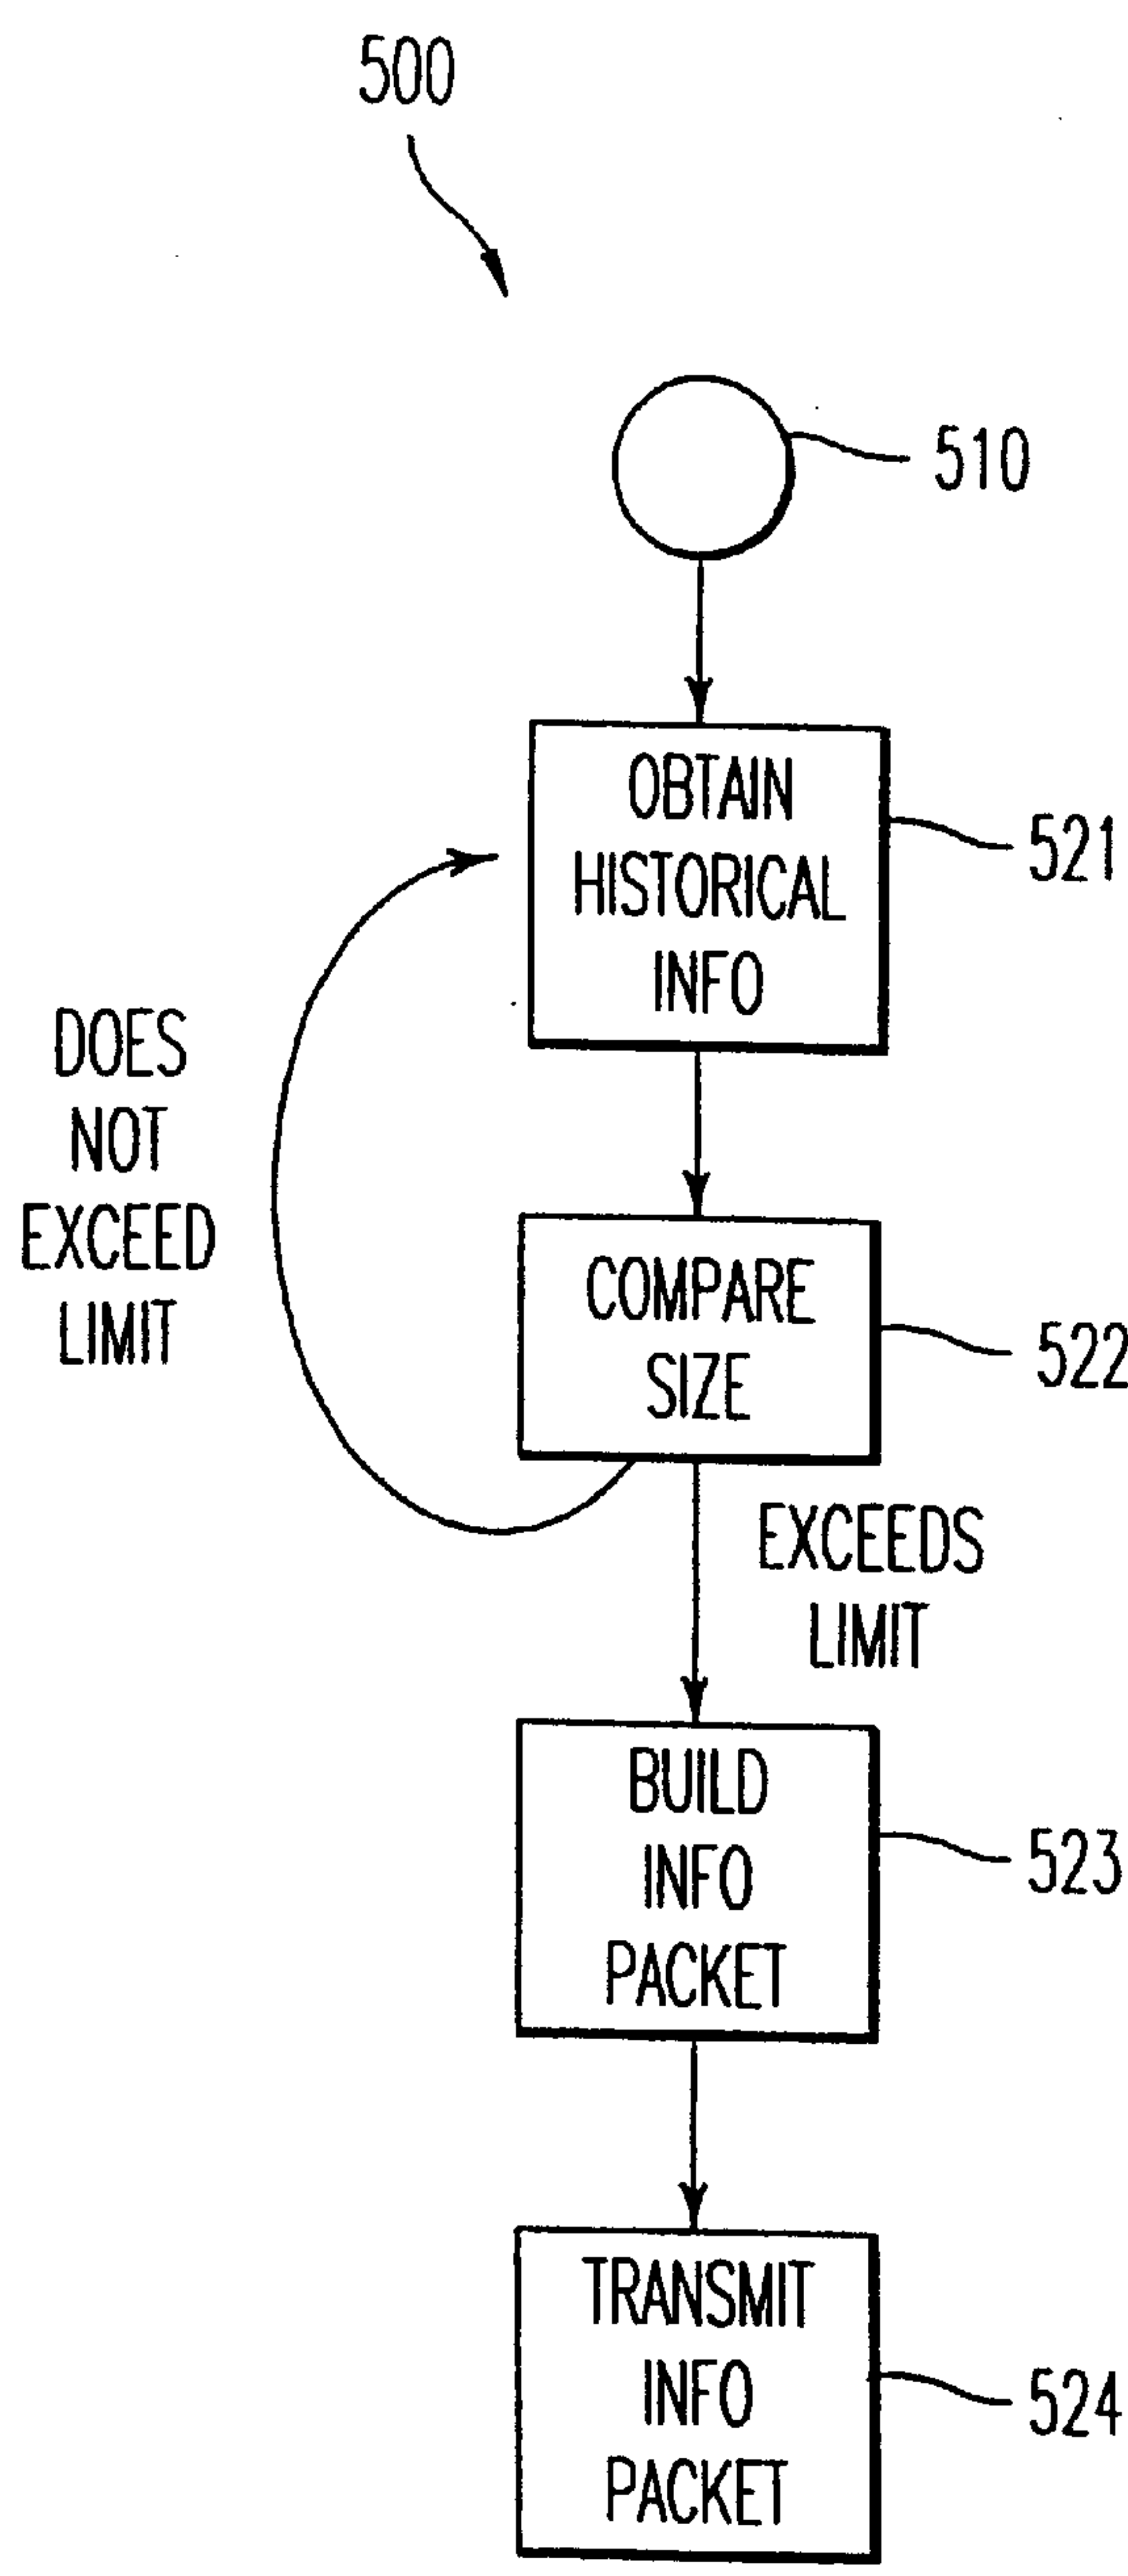 500
510
OBTAIN
HISTORICAL
INFO
521
DOES
NOT
EXCEED
LIMIT
COMPARE
SIZE
522
EXCEEDS
LIMIT
BUILD
INFO
PACKET
523
TRANSMIT
INFO
PACKET
524